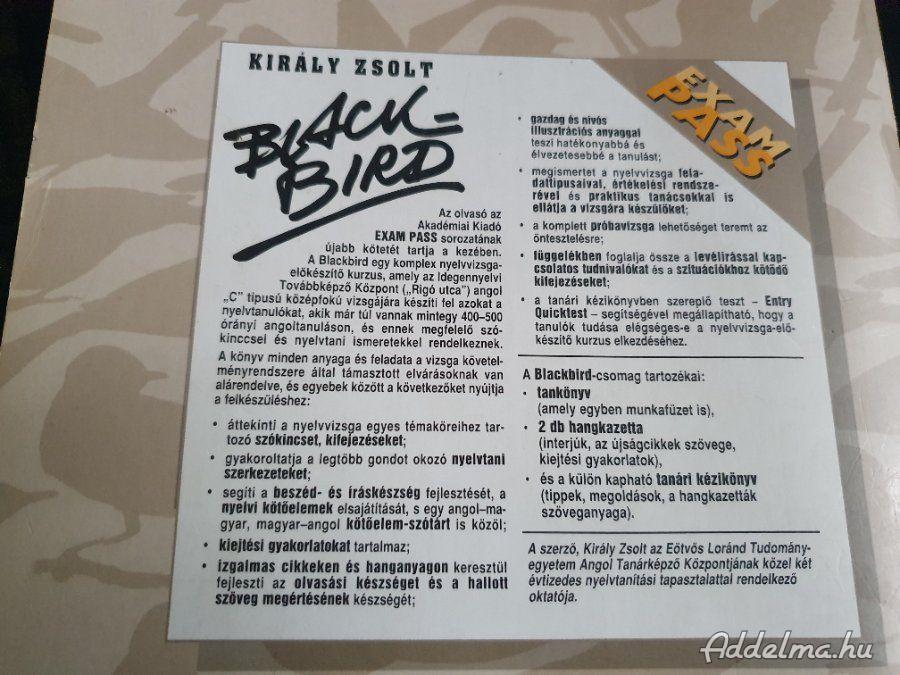 KIRÁLY ZSOLT
BLACK=
BIRD
Az olvasó az
Akadémiai Kiadó
EXAM PASS sorozatának
újabb kötetét tartja a kezében.
A Blackbird egy komplex nyelvvizsga-
előkészítő kurzus, amely az Idegennyelvi
Továbbképző Központ („Rigó utca") angol
„C" tipusú középfokú vizsgájára készíti fel azokat a
nyelvtanulókat, akik már túl vannak mintegy 400–500
órányi angoltanuláson, és ennek megfelelő szó-
kinccsel és nyelvtani ismeretekkel rendelkeznek.
A könyv minden anyaga és feladata a vizsga követel-
ményrendszere által támasztott elvárásoknak van
alárendelve, és egyebek között a következőket nyújtja
a felkészüléshez:
• áttekinti a nyelvvizsga egyes témaköreihez tar-
tozó szókincset, kifejezéseket;
• gyakoroltatja a legtöbb gondot okozó nyelvtani
szerkezeteket;
• segíti a beszéd- és íráskészség fejlesztését, a
nyelvi kötőelemek elsajátítását, s egy angol–ma-
gyar, magyar–angol kötőelem-szótárt is közöl;
• kiejtési gyakorlatokat tartalmaz;
• izgalmas cikkeken és hanganyagon keresztül
fejleszti az olvasási készséget és a hallott
szöveg megértésének készségét;
EXAM
PASS
• gazdag és nívós
illusztrációs anyaggal
teszi hatékonyabbá és
élvezetesebbé a tanulást;
• megismertet a nyelvvizsga fela-
dattipusaival, értékelési rendsze-
rével és praktikus tanácsokkal is
ellátja a vizsgára készülőket;
• a komplett próbavizsga lehetőséget teremt az
öntesztelésre;
• függelékben foglalja össze a levélírással kap-
csolatos tudnivalókat és a szituációkhoz kötődő
kifejezéseket;
• a tanári kézikönyvben szereplő teszt – Entry
Quicktest – segítségével megállapítható, hogy a
tanulók tudása elégséges-e a nyelvvizsga-elő-
készítő kurzus elkezdéséhez.
A Blackbird-csomag tartozékai:
• tankönyv
(amely egyben munkafüzet is),
• 2 db hangkazetta
(interjúk, az újságcikkek szövege,
kiejtési gyakorlatok),
• és a külön kapható tanári kézikönyv
(tippek, megoldások, a hangkazetták
szöveganyaga).
A szerző, Király Zsolt az Eötvös Loránd Tudomány-
egyetem Angol Tanárképző Központjának közel két
évtizedes nyelvtanítási tapasztalattal rendelkező
oktatója.
Addelma.hu